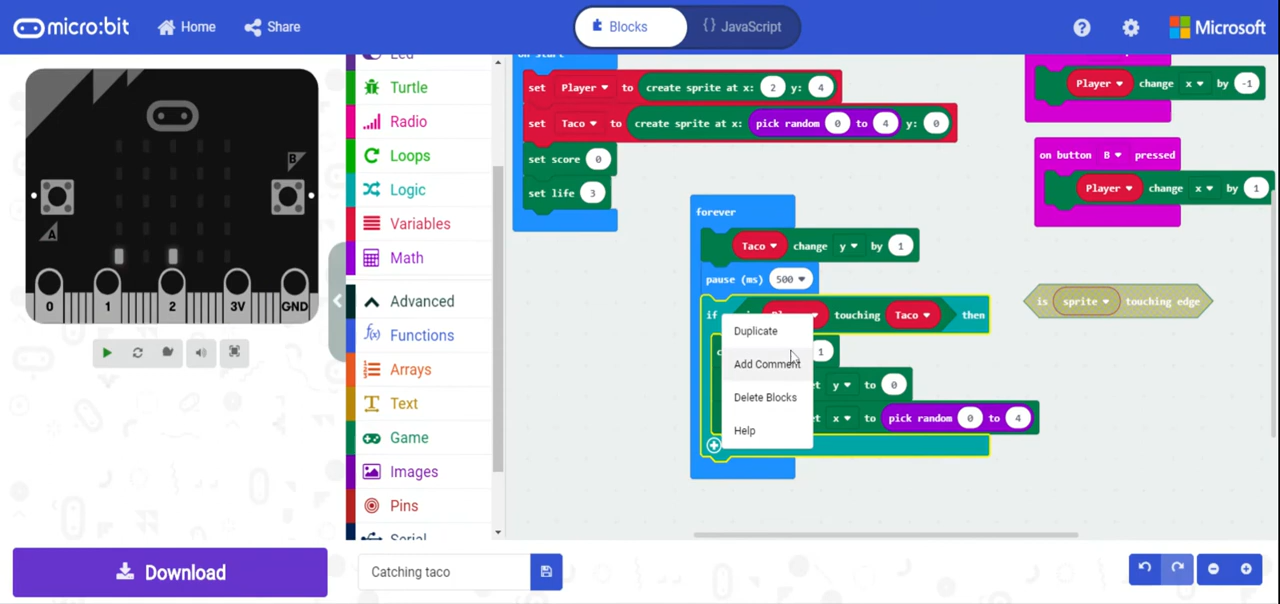 micro:bit Home Share Blocks {} JavaScript ? Microsoft
Turtle
Radio
Loops
Logic
Variables
Math
Advanced
Functions
Arrays
Text
Game
Images
Pins
Serial
A
B
0 1 2 3V GND
on start
set Player to create sprite at x: 2 y: 4
set Taco to create sprite at x: pick random 0 to 4 y: 0
set score 0
set life 3
forever
Taco change y by 1
pause (ms) 500
if touching Taco then
1
y to 0
x to pick random 0 to 4
Duplicate
Add Comment
Delete Blocks
Help
Player change x by -1
on button B pressed
Player change x by 1
is sprite touching edge
Download
Catching taco